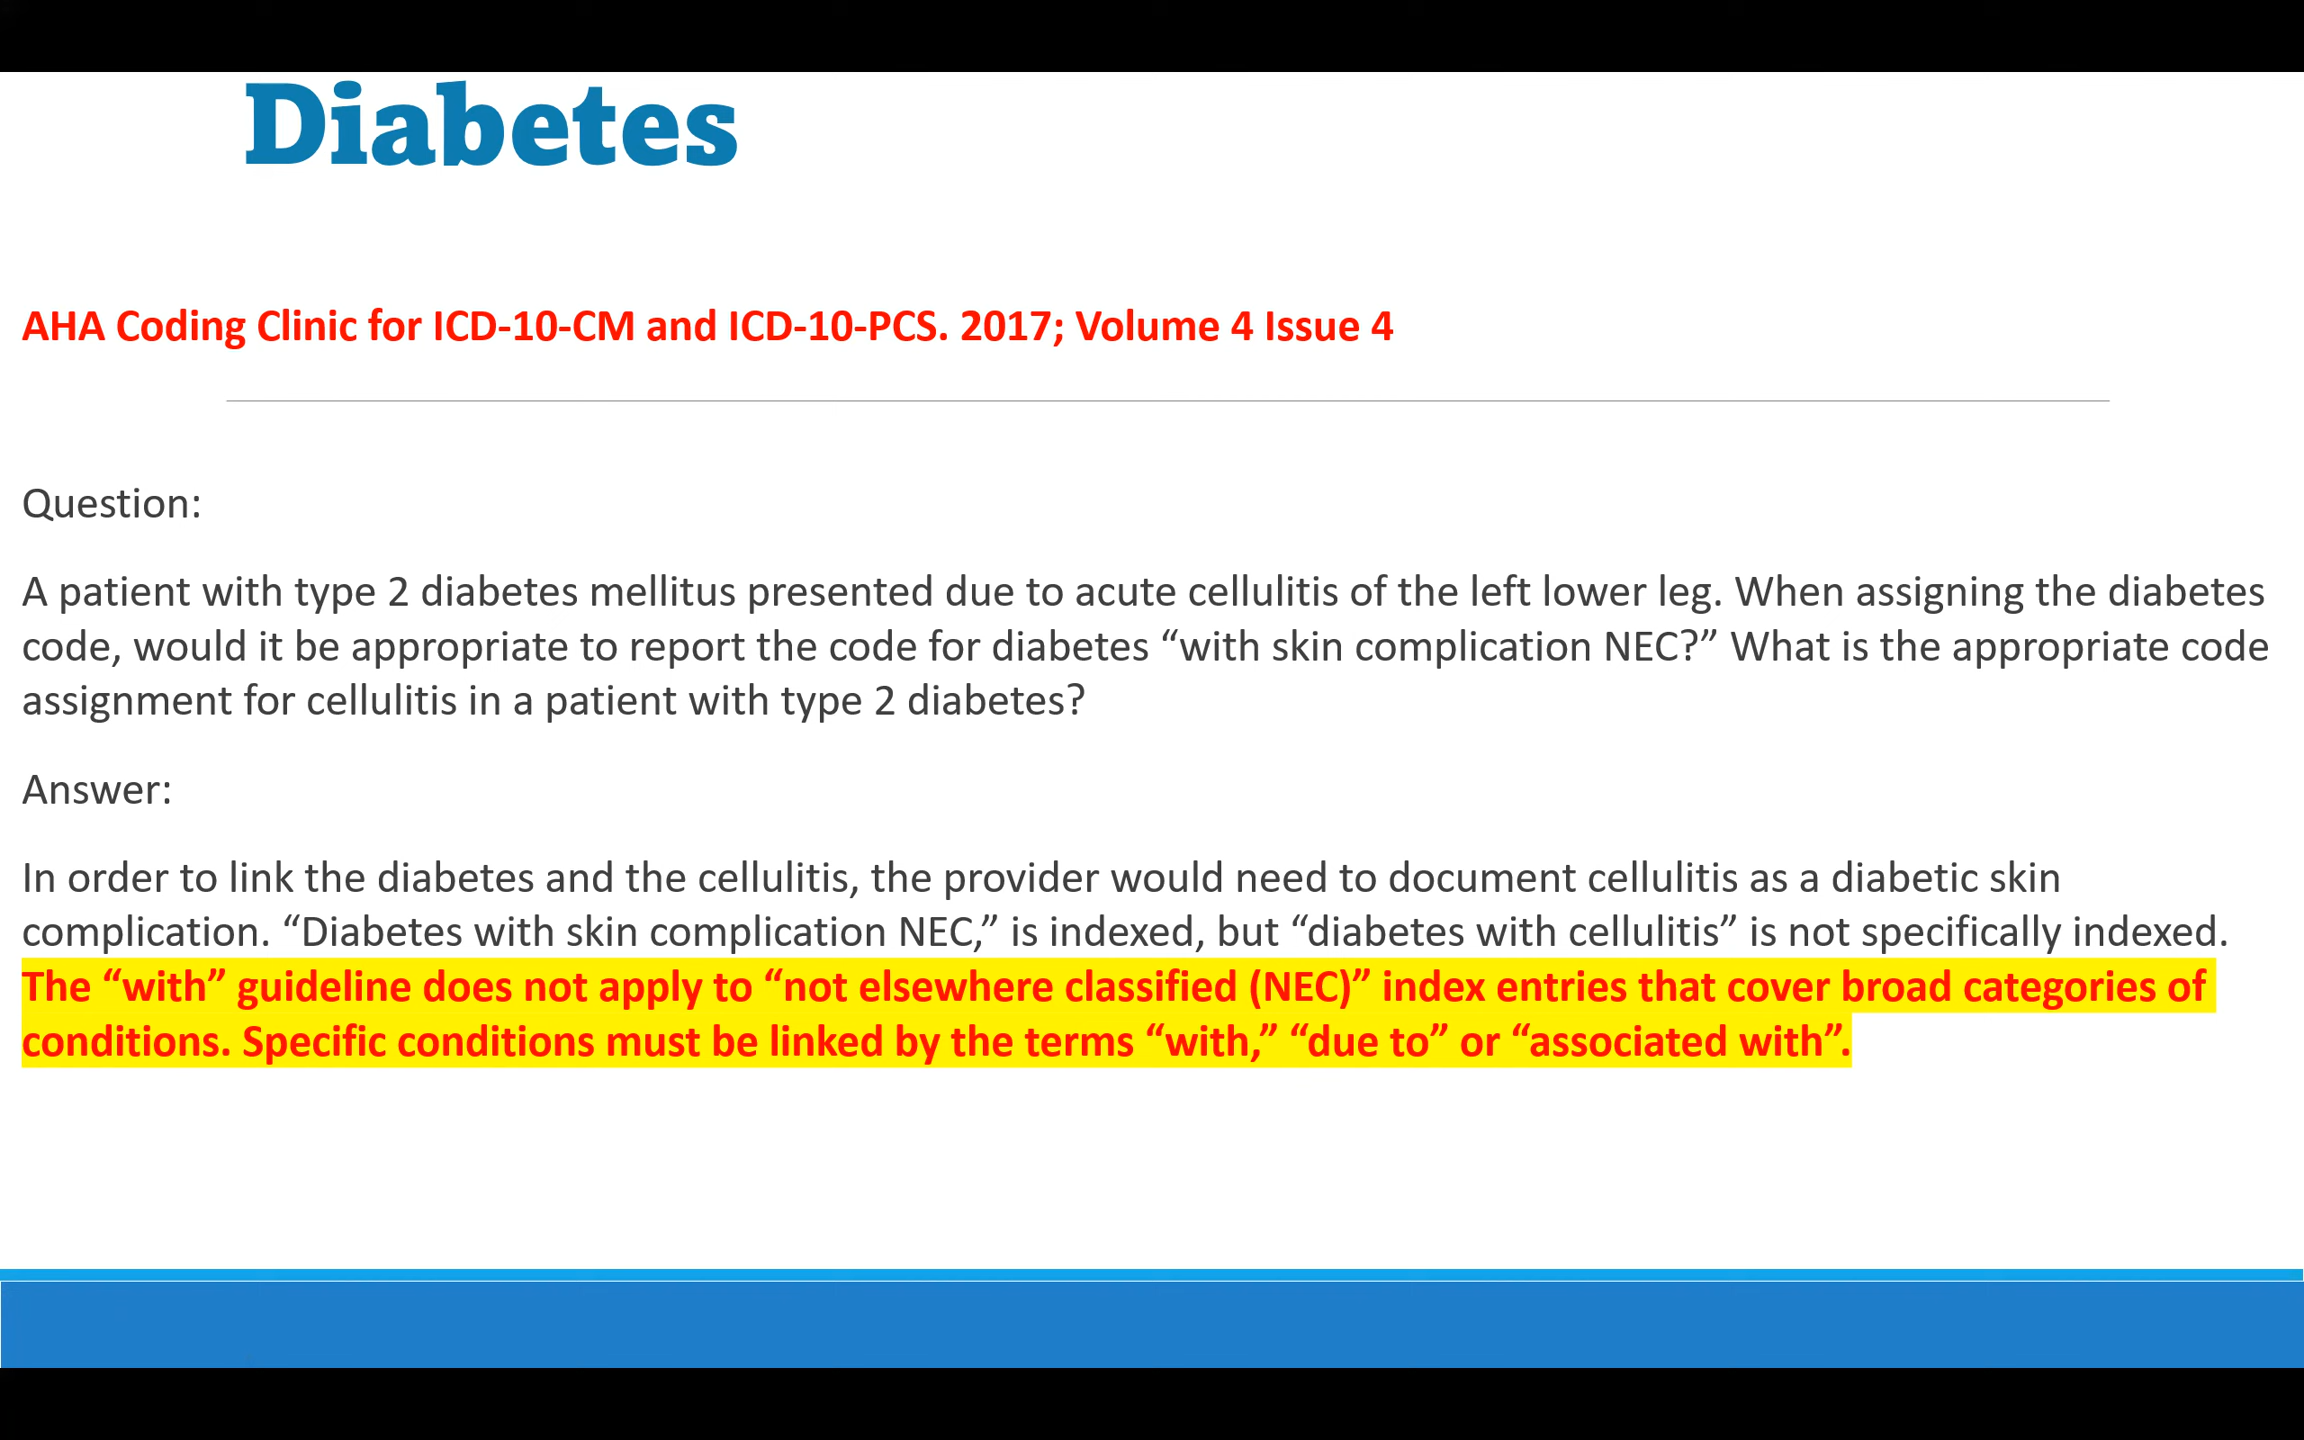 Diabetes
AHA Coding Clinic for ICD-10-CM and ICD-10-PCS. 2017; Volume 4 Issue 4
Question:
A patient with type 2 diabetes mellitus presented due to acute cellulitis of the left lower leg. When assigning the diabetes
code, would it be appropriate to report the code for diabetes “with skin complication NEC?” What is the appropriate code
assignment for cellulitis in a patient with type 2 diabetes?
Answer:
In order to link the diabetes and the cellulitis, the provider would need to document cellulitis as a diabetic skin
complication. “Diabetes with skin complication NEC,” is indexed, but “diabetes with cellulitis” is not specifically indexed.
The “with” guideline does not apply to “not elsewhere classified (NEC)” index entries that cover broad categories of
conditions. Specific conditions must be linked by the terms “with,” “due to” or “associated with”.